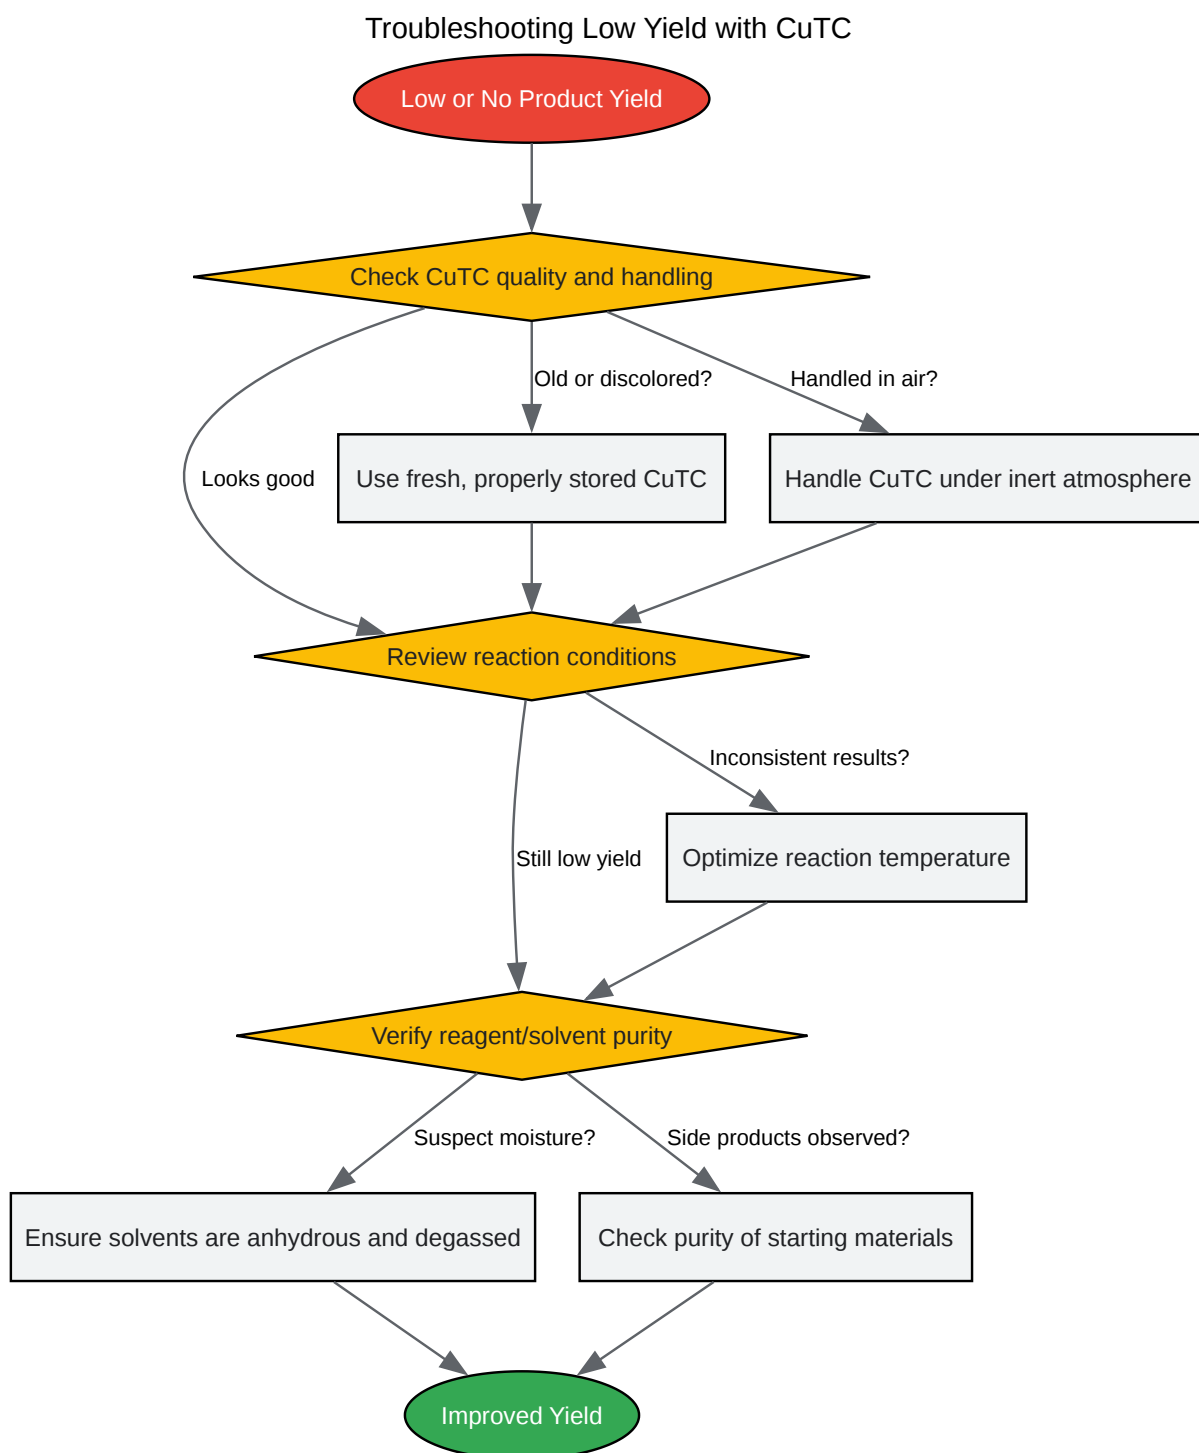 Troubleshooting Low Yield with CuTC
Low or No Product Yield
Check CuTC quality and handling
Old or discolored?
Handled in air?
Looks good
Use fresh, properly stored CuTC
Handle CuTC under inert atmosphere
Review reaction conditions
Inconsistent results?
Still low yield
Optimize reaction temperature
Verify reagent/solvent purity
Suspect moisture?
Side products observed?
Ensure solvents are anhydrous and degassed
Check purity of starting materials
Improved Yield